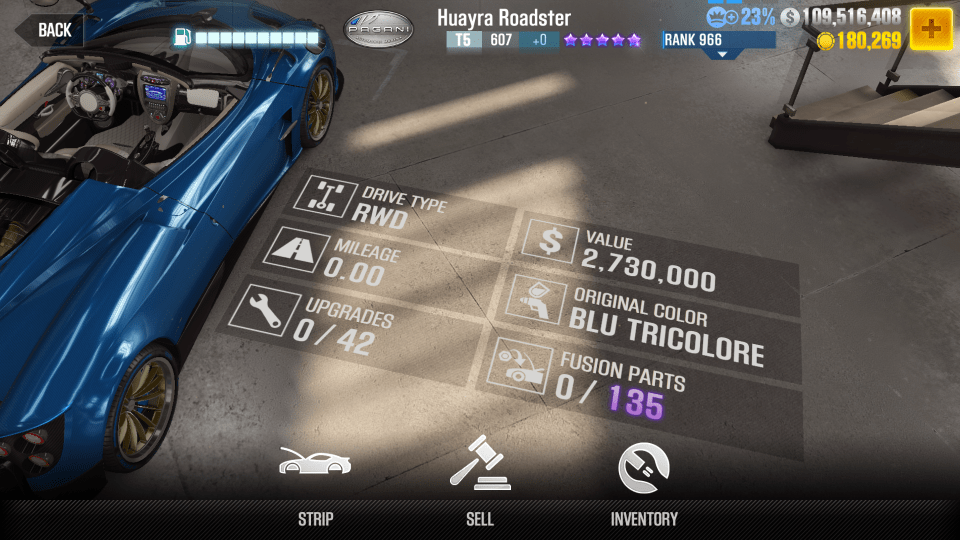 BACK
PAGANI
Huayra Roadster
T5 607 +0
23%
109,516,408
RANK 966
180,269
DRIVE TYPE
RWD
MILEAGE
0.00
UPGRADES
0 / 42
VALUE
2,730,000
ORIGINAL COLOR
BLU TRICOLORE
FUSION PARTS
0 / 135
STRIP
SELL
INVENTORY